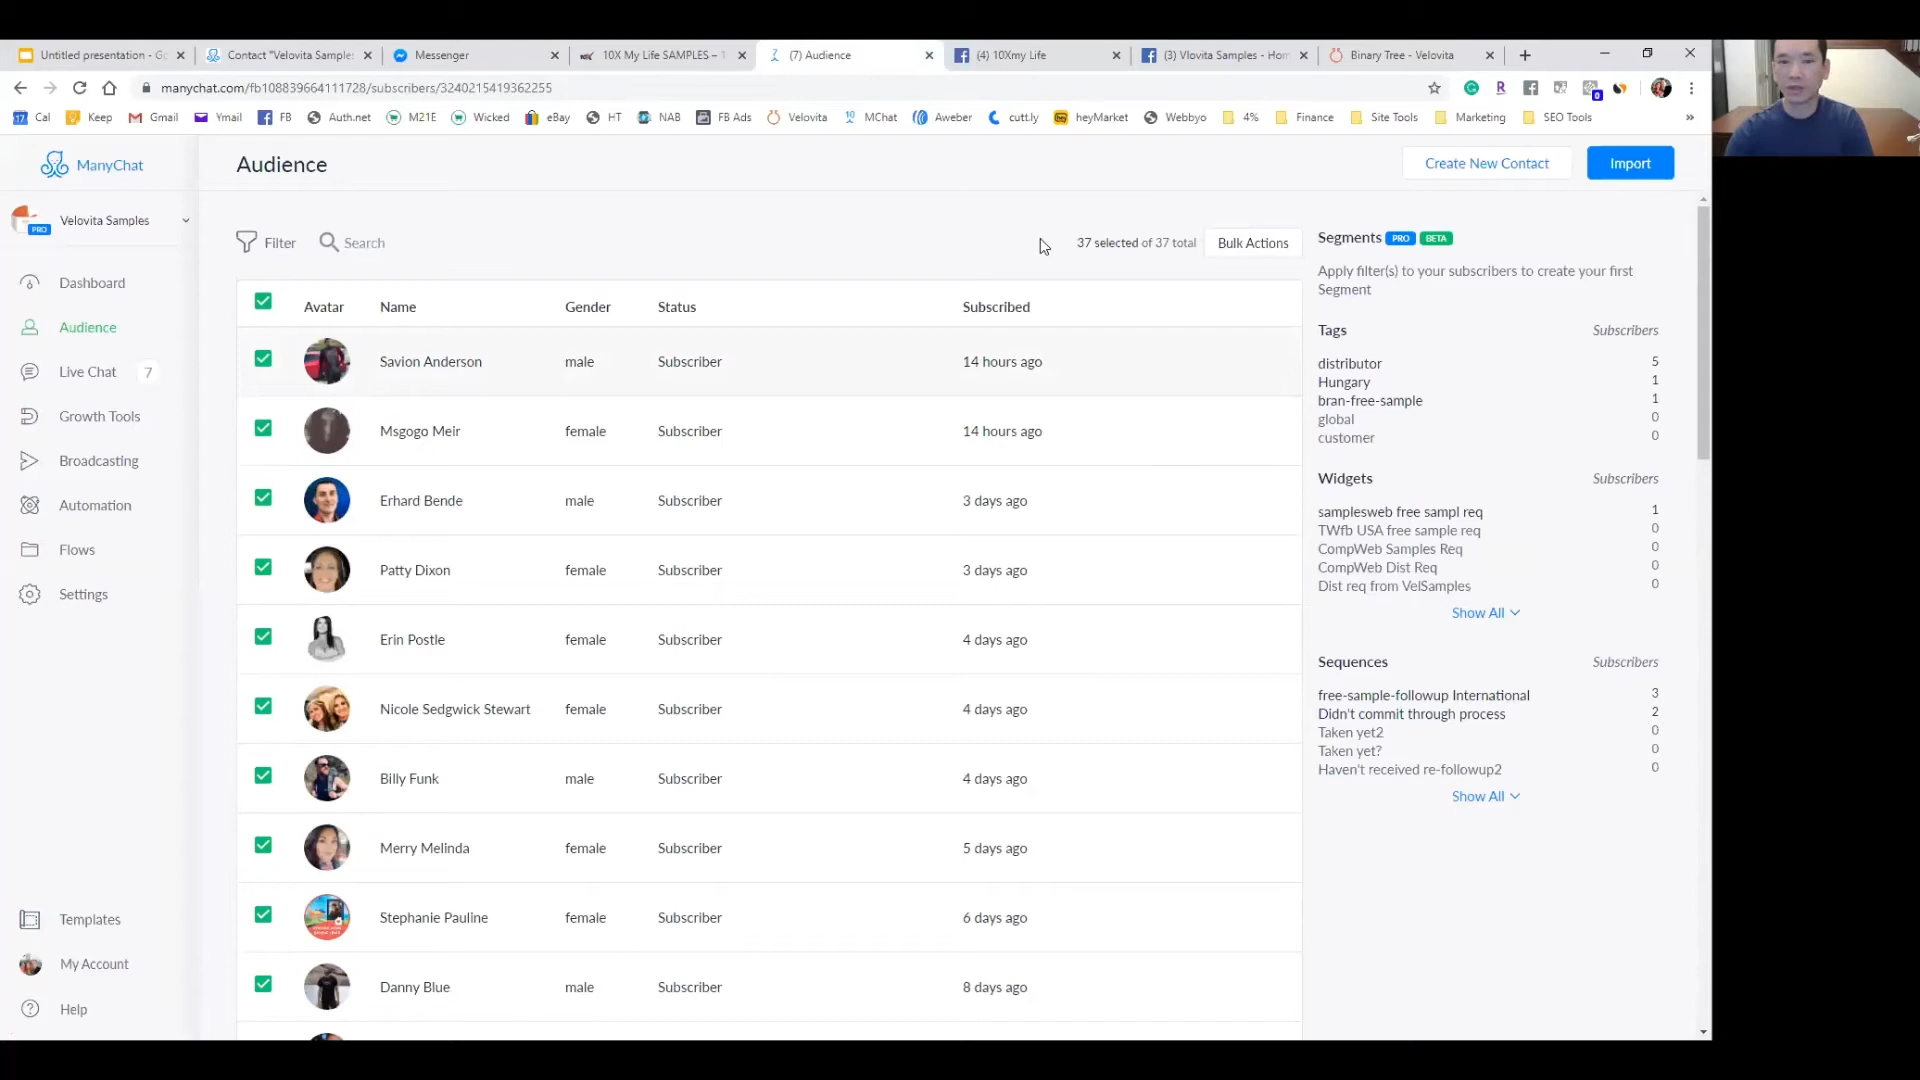 Untitled presentation - Go
Contact "Velovita Samples
Messenger
10X My Life SAMPLES – 1
(7) Audience
(4) 10Xmy Life
(3) Vlovita Samples - Hom
Binary Tree - Velovita
manychat.com/fb108839664111728/subscribers/3240215419362255
Cal Keep Gmail Ymail FB Auth.net M21E Wicked eBay HT NAB FB Ads Velovita MChat Aweber cutt.ly heyMarket Webbyo 4% Finance Site Tools Marketing SEO Tools »
ManyChat
Audience
Create New Contact
Import
Velovita Samples
PRO
Filter
Search
37 selected of 37 total
Bulk Actions
Dashboard
Audience
Live Chat 7
Growth Tools
Broadcasting
Automation
Flows
Settings
Templates
My Account
Help
Avatar Name Gender Status Subscribed
Savion Anderson male Subscriber 14 hours ago
Msgogo Meir female Subscriber 14 hours ago
Erhard Bende male Subscriber 3 days ago
Patty Dixon female Subscriber 3 days ago
Erin Postle female Subscriber 4 days ago
Nicole Sedgwick Stewart female Subscriber 4 days ago
Billy Funk male Subscriber 4 days ago
Merry Melinda female Subscriber 5 days ago
Stephanie Pauline female Subscriber 6 days ago
Danny Blue male Subscriber 8 days ago
Segments PRO BETA
Apply filter(s) to your subscribers to create your first
Segment
Tags Subscribers
distributor 5
Hungary 1
bran-free-sample 1
global 0
customer 0
Widgets Subscribers
samplesweb free sampl req 1
TWfb USA free sample req 0
CompWeb Samples Req 0
CompWeb Dist Req 0
Dist req from VelSamples 0
Show All
Sequences Subscribers
free-sample-followup International 3
Didn't commit through process 2
Taken yet2 0
Taken yet? 0
Haven't received re-followup2 0
Show All